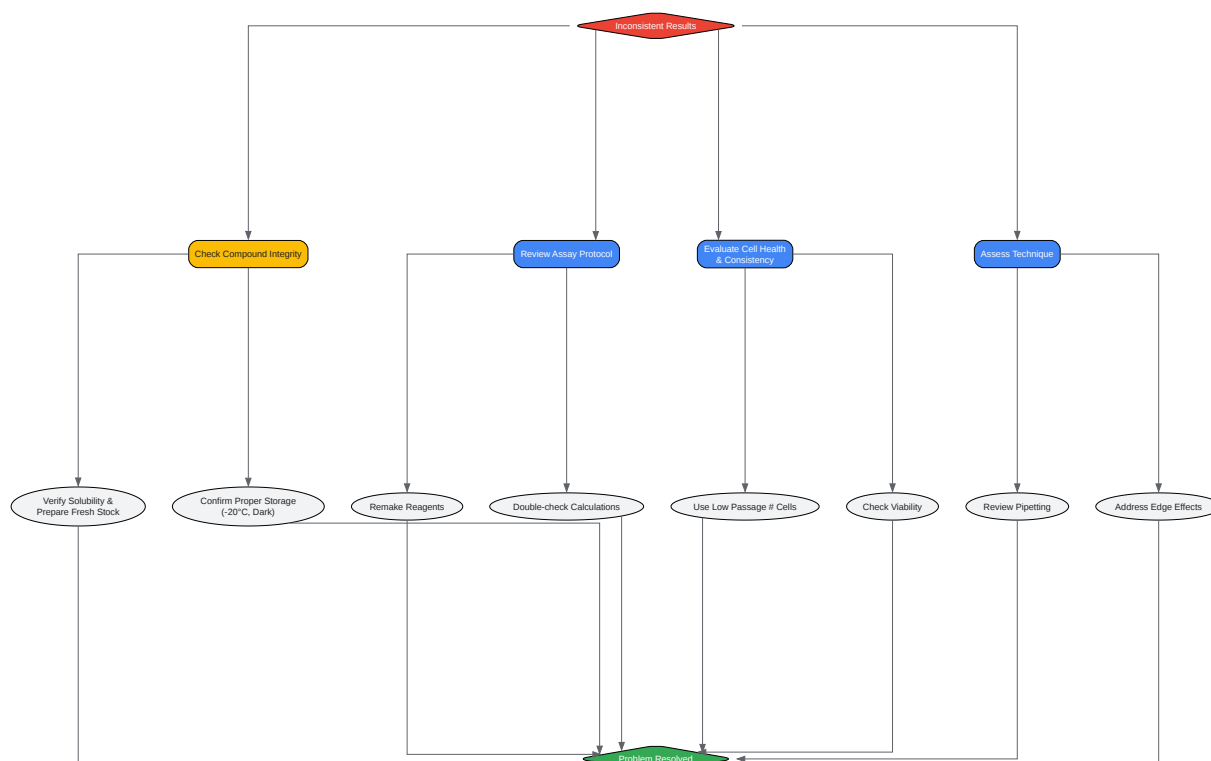 Inconsistent Results
Check Compound Integrity
Review Assay Protocol
Evaluate Cell Health
& Consistency
Assess Technique
Verify Solubility &
Prepare Fresh Stock
Confirm Proper Storage
(-20°C, Dark)
Remake Reagents
Double-check Calculations
Use Low Passage # Cells
Check Viability
Review Pipetting
Address Edge Effects
Problem Resolved